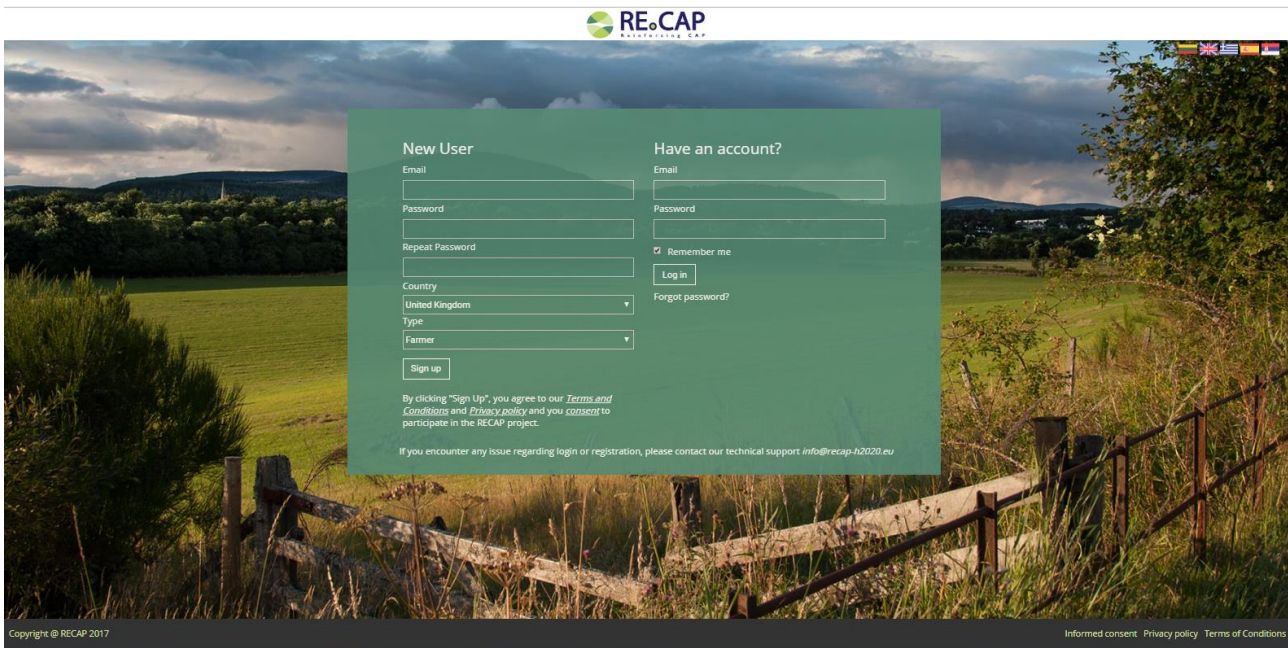 RE.CAP
Reinforcing CAP
New User
Email
Password
Repeat Password
Country
United Kingdom
Type
Farmer
Sign up
By clicking "Sign Up", you agree to our Terms and
Conditions and Privacy policy and you consent to
participate in the RECAP project.
Have an account?
Email
Password
Remember me
Log in
Forgot password?
If you encounter any issue regarding login or registration, please contact our technical support info@recap-h2020.eu
Copyright @ RECAP 2017
Informed consent Privacy policy Terms of Conditions